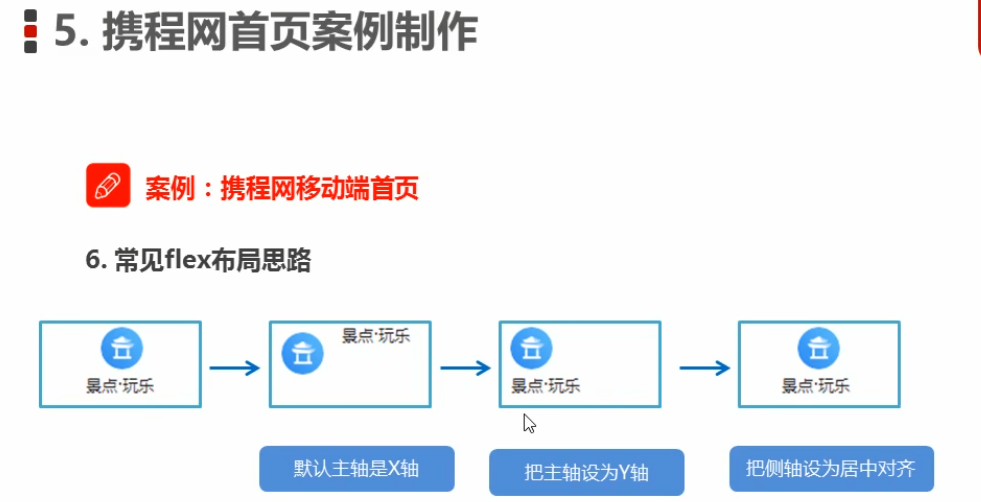 5. 携程网首页案例制作
案例：携程网移动端首页
6. 常见flex布局思路
景点·玩乐
景点·玩乐
景点·玩乐
景点·玩乐
默认主轴是X轴
把主轴设为Y轴
把侧轴设为居中对齐